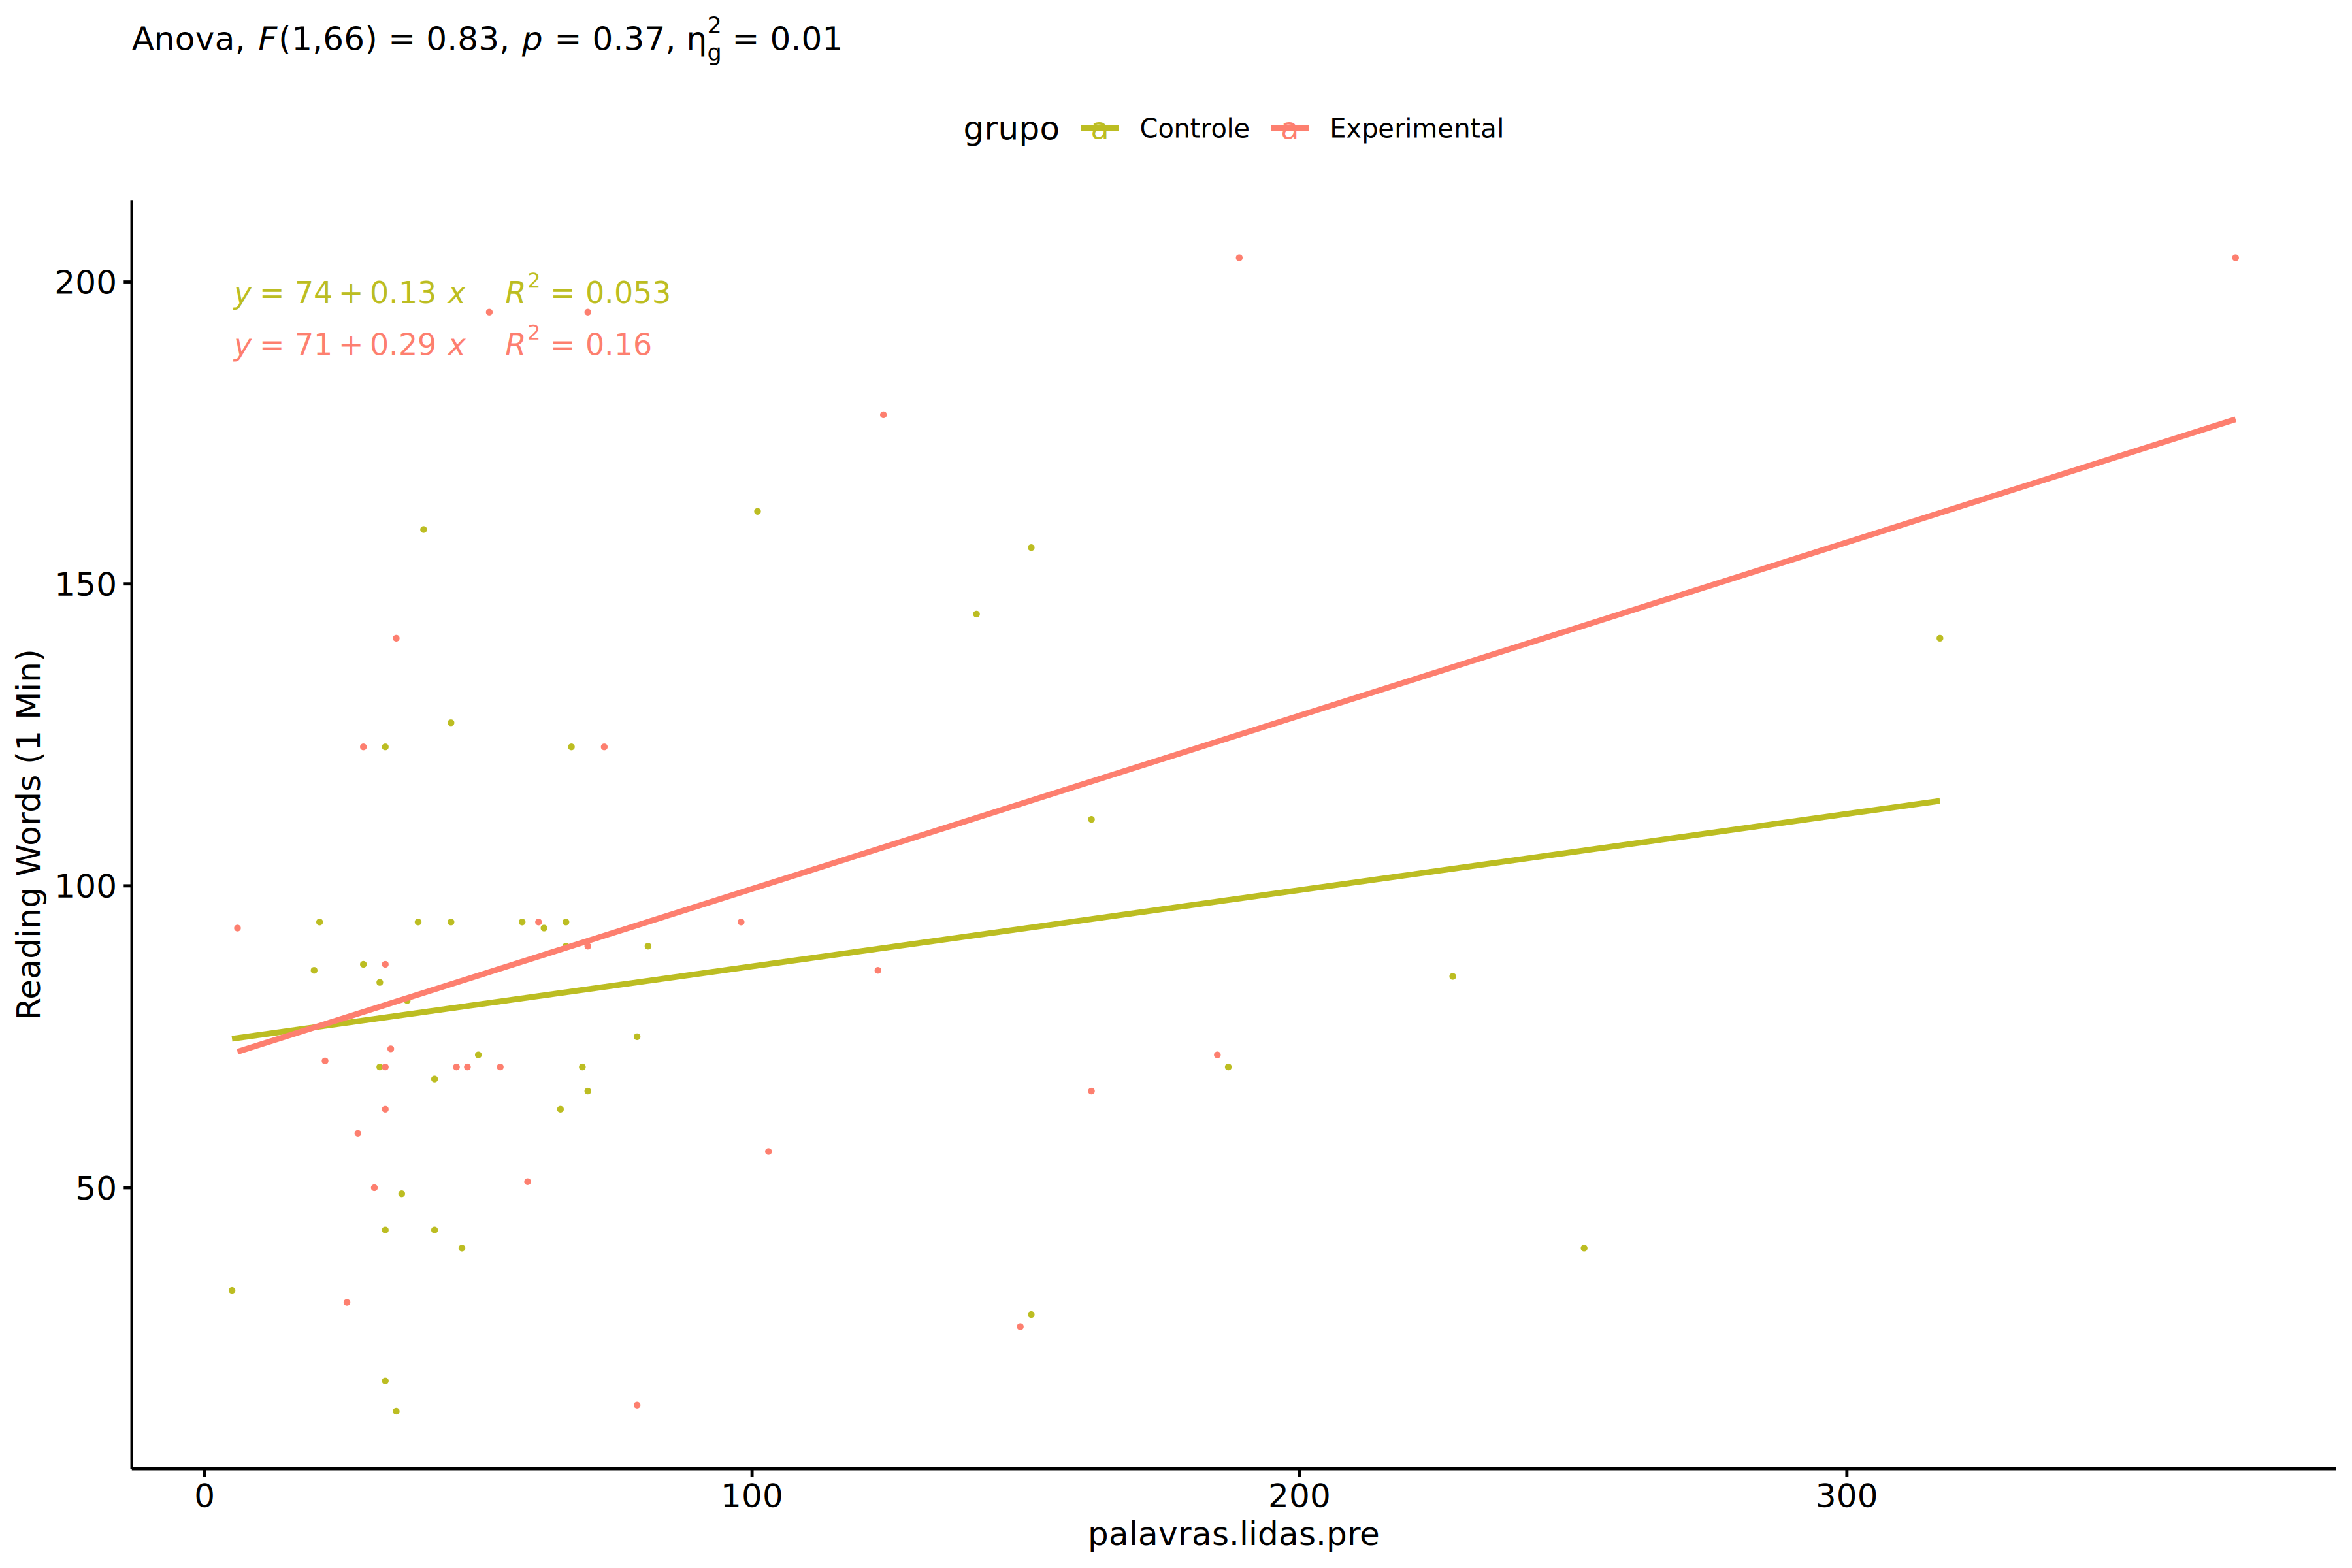 Anova, F(1,66) = 0.83, p = 0.37, η²g = 0.01
grupo a Controle a Experimental
200
150
100
50
y = 74 + 0.13 x R² = 0.053
y = 71 + 0.29 x R² = 0.16
Reading Words (1 Min)
0 100 200 300
palavras.lidas.pre